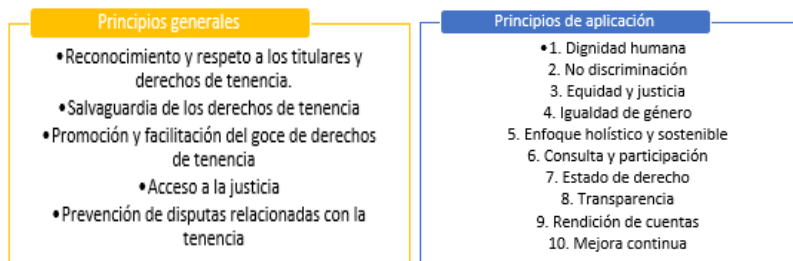 Principios generales
•Reconocimiento y respeto a los titulares y
derechos de tenencia.
•Salvaguardia de los derechos de tenencia
•Promoción y facilitación del goce de derechos
de tenencia
•Acceso a la justicia
•Prevención de disputas relacionadas con la
tenencia
Principios de aplicación
•1. Dignidad humana
2. No discriminación
3. Equidad y justicia
4. Igualdad de género
5. Enfoque holístico y sostenible
6. Consulta y participación
7. Estado de derecho
8. Transparencia
9. Rendición de cuentas
10. Mejora continua